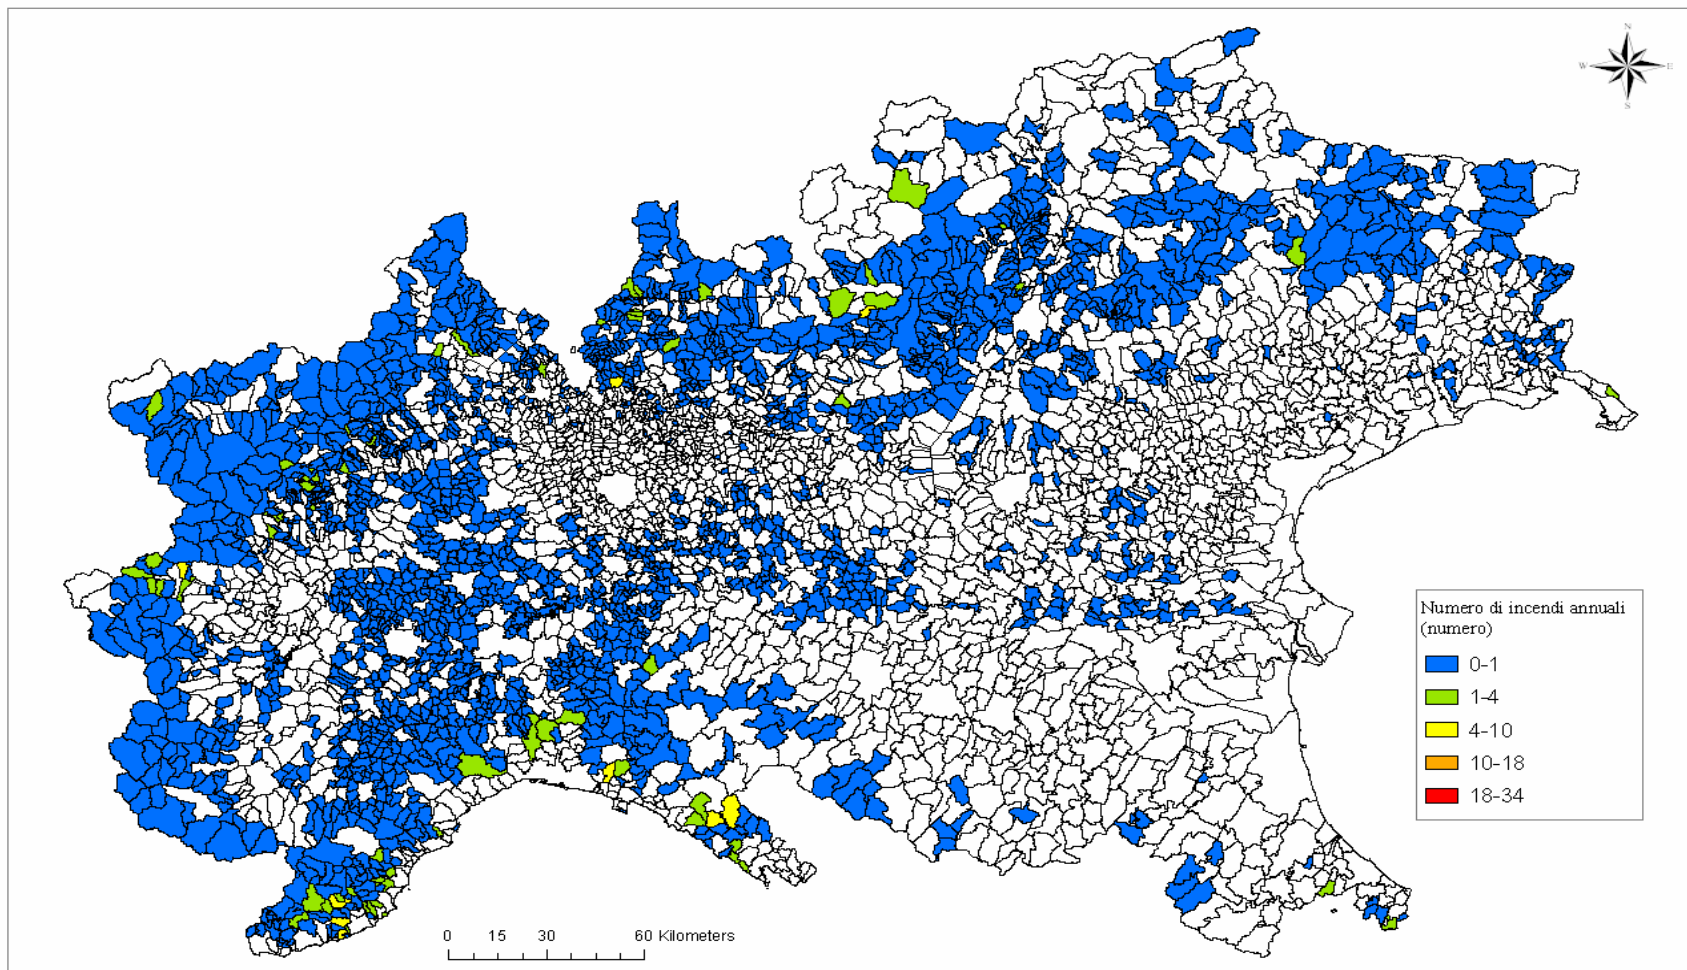 N
W E
S
Numero di incendi annuali
(numero)
0-1
1-4
4-10
10-18
18-34
0 15 30 60 Kilometers